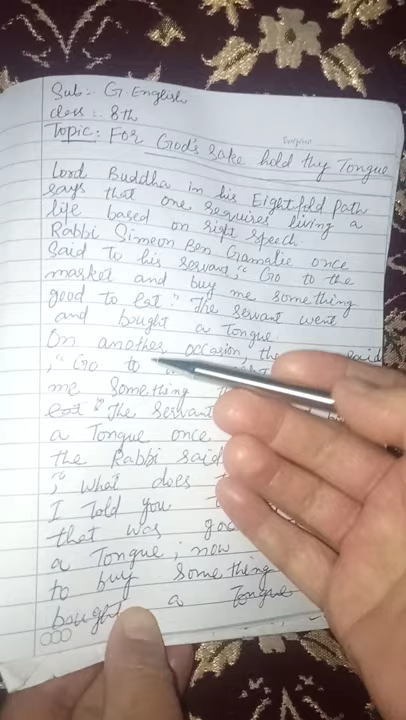 Sub:- G. English
class :- 8th
Topic: For God's sake hold thy Tongue
Lord Buddha in his Eightfold path
says that one requires living a
life based on right speech.
Rabbi Simeon Ben Gamalie once
said to his servant " Go to the
market and buy me something
good to eat " The servant went
and bought a Tongue.
On another occasion, the said
, " Go to
me something
eat " The servant
a Tongue once
the Rabbi said
, what does
I Told you
that was
a Tongue ; now
to buy something
bought a Tongue